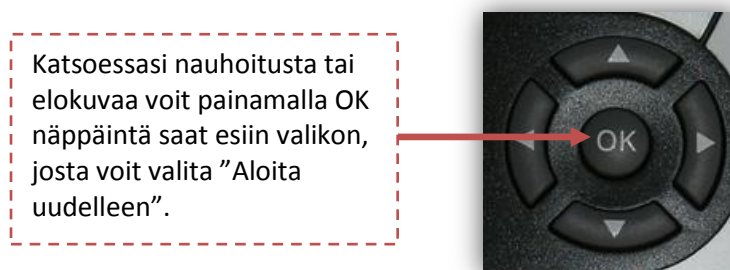 Katsoessasi nauhoitusta tai
elokuvaa voit painamalla OK
näppäintä saat esiin valikon,
josta voit valita ”Aloita
uudelleen”.
OK